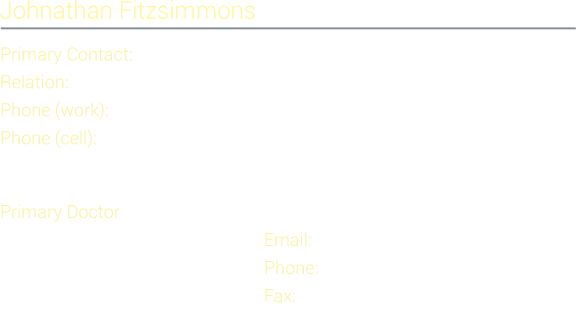 Johnathan Fitzsimmons
Primary Contact:
Relation:
Phone (work):
Phone (cell):
Primary Doctor
Email:
Phone:
Fax: